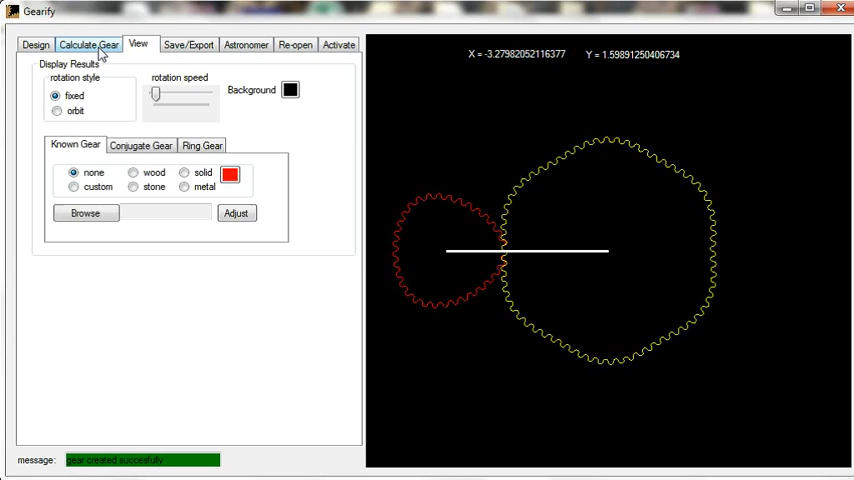 Gearify
Design Calculate Gear View Save/Export Astronomer Re-open Activate
X = -3.27982052116377 Y = 1.59891250406734
Display Results
rotation style rotation speed
fixed Background
orbit
Known Gear Conjugate Gear Ring Gear
none wood solid
custom stone metal
Browse Adjust
message: gear created succesfully